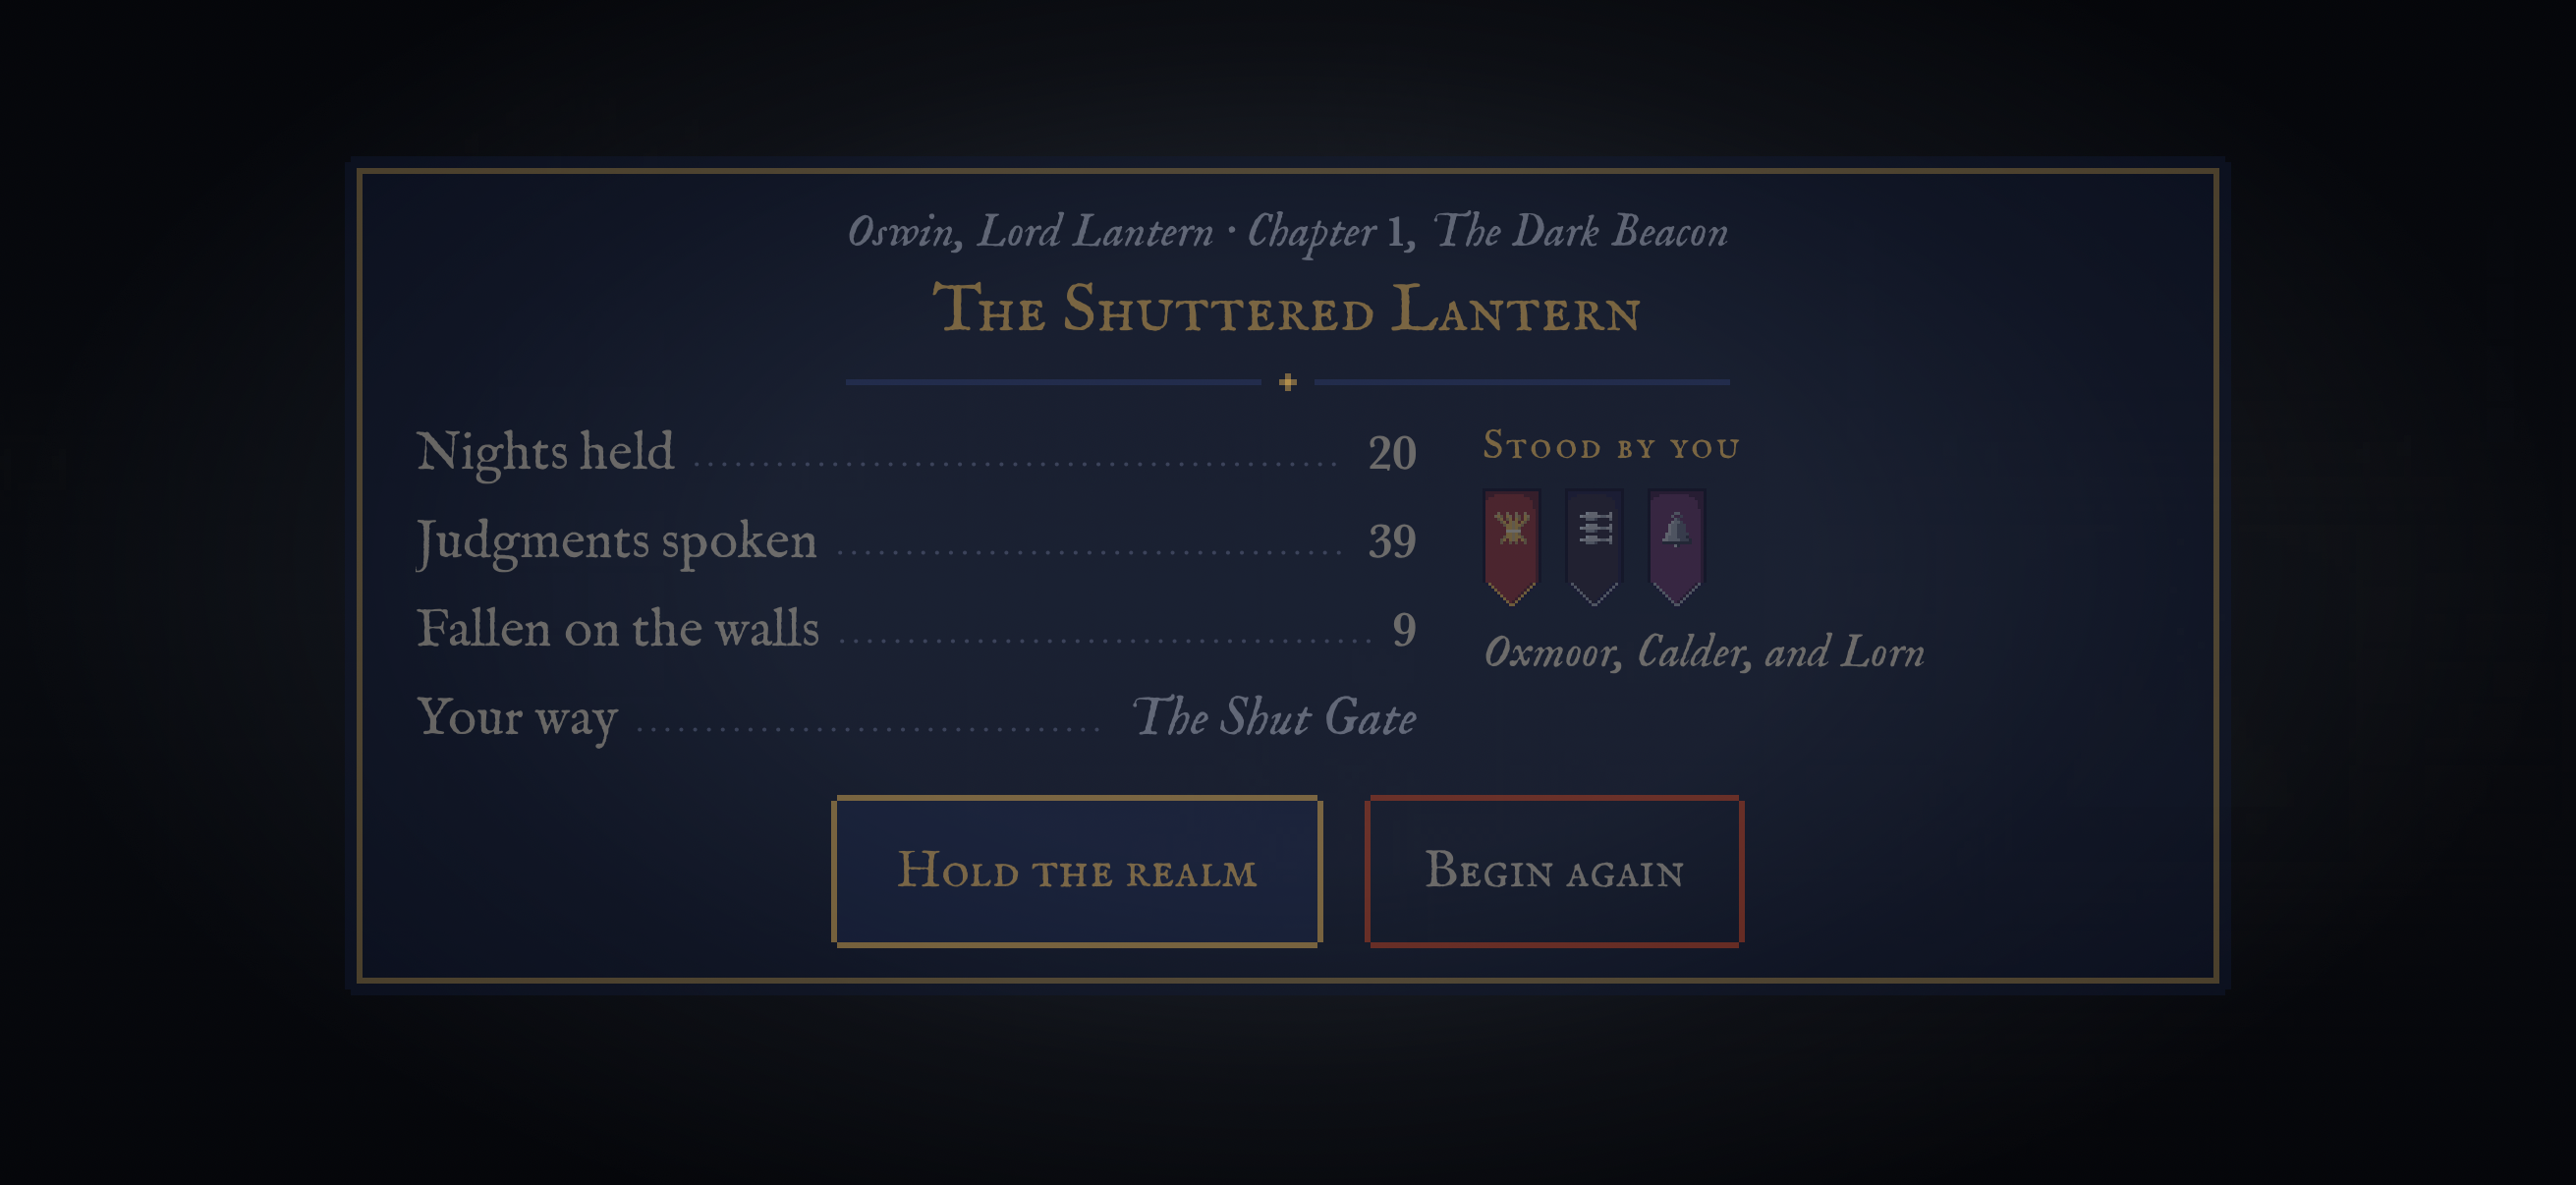 Oswin, Lord Lantern · Chapter 1, The Dark Beacon
The Shuttered Lantern
Nights held 20
Judgments spoken 39
Fallen on the walls 9
Your way The Shut Gate
Stood by you
Oxmoor, Calder, and Lorn
Hold the realm
Begin again